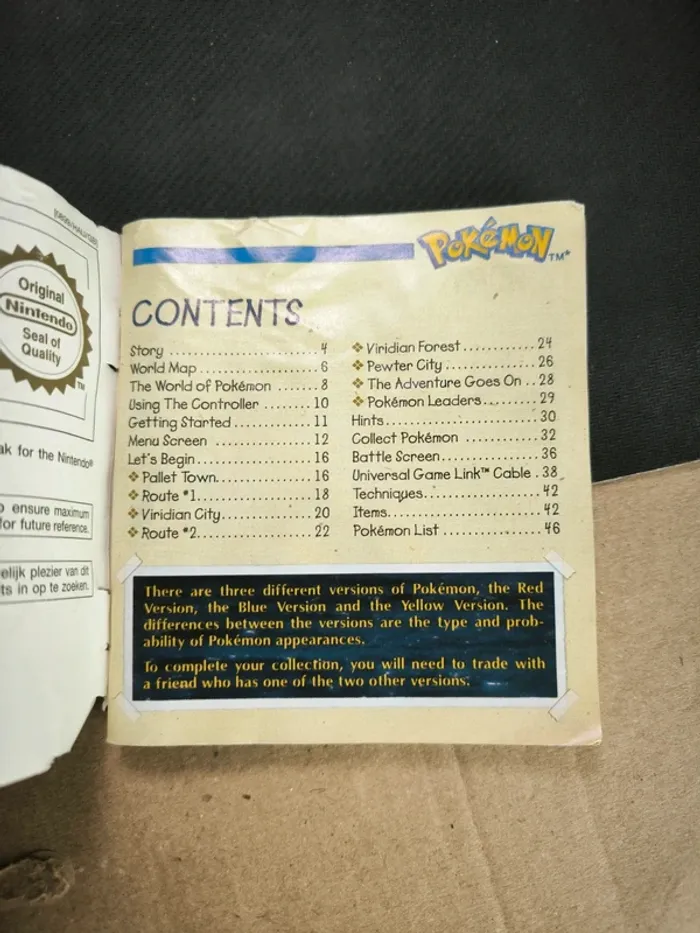 Original
Nintendo
Seal of
Quality
TM
ak for the Nintendo®
ensure maximum
for future reference.
elijk plezier van dit
ts in op te zoeken.
POKéMON
TM*
CONTENTS
Story .................... 4
World Map .................... 6
The World of Pokémon ....... 8
Using The Controller ........ 10
Getting Started ............. 11
Menu Screen ............... 12
Let's Begin ................. 16
❖ Pallet Town ............... 16
❖ Route #1 .................. 18
❖ Viridian City ............... 20
❖ Route #2 .................. 22
❖ Viridian Forest ........... 24
❖ Pewter City .............. 26
❖ The Adventure Goes On .. 28
❖ Pokémon Leaders ........ 29
Hints ...................... 30
Collect Pokémon ........... 32
Battle Screen .............. 36
Universal Game Link™ Cable . 38
Techniques ................ 42
Items ...................... 42
Pokémon List .............. 46
There are three different versions of Pokémon, the Red
Version, the Blue Version and the Yellow Version. The
differences between the versions are the type and prob-
ability of Pokémon appearances.
To complete your collection, you will need to trade with
a friend who has one of the two other versions.